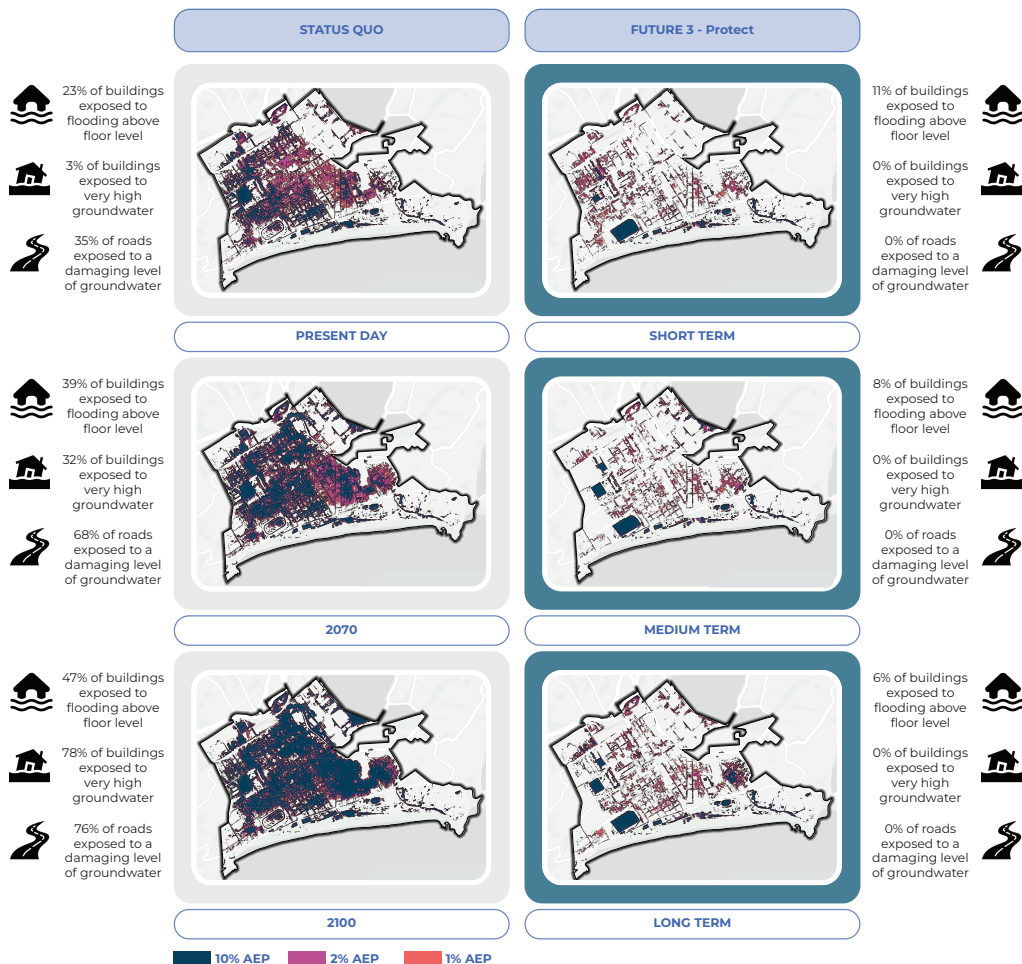 STATUS QUO
FUTURE 3 - Protect
23% of buildings
exposed to
flooding above
floor level
3% of buildings
exposed to
very high
groundwater
35% of roads
exposed to a
damaging level
of groundwater
11% of buildings
exposed to
flooding above
floor level
0% of buildings
exposed to
very high
groundwater
0% of roads
exposed to a
damaging level
of groundwater
PRESENT DAY
SHORT TERM
39% of buildings
exposed to
flooding above
floor level
32% of buildings
exposed to
very high
groundwater
68% of roads
exposed to a
damaging level
of groundwater
8% of buildings
exposed to
flooding above
floor level
0% of buildings
exposed to
very high
groundwater
0% of roads
exposed to a
damaging level
of groundwater
2070
MEDIUM TERM
47% of buildings
exposed to
flooding above
floor level
78% of buildings
exposed to
very high
groundwater
76% of roads
exposed to a
damaging level
of groundwater
6% of buildings
exposed to
flooding above
floor level
0% of buildings
exposed to
very high
groundwater
0% of roads
exposed to a
damaging level
of groundwater
2100
LONG TERM
10% AEP
2% AEP
1% AEP